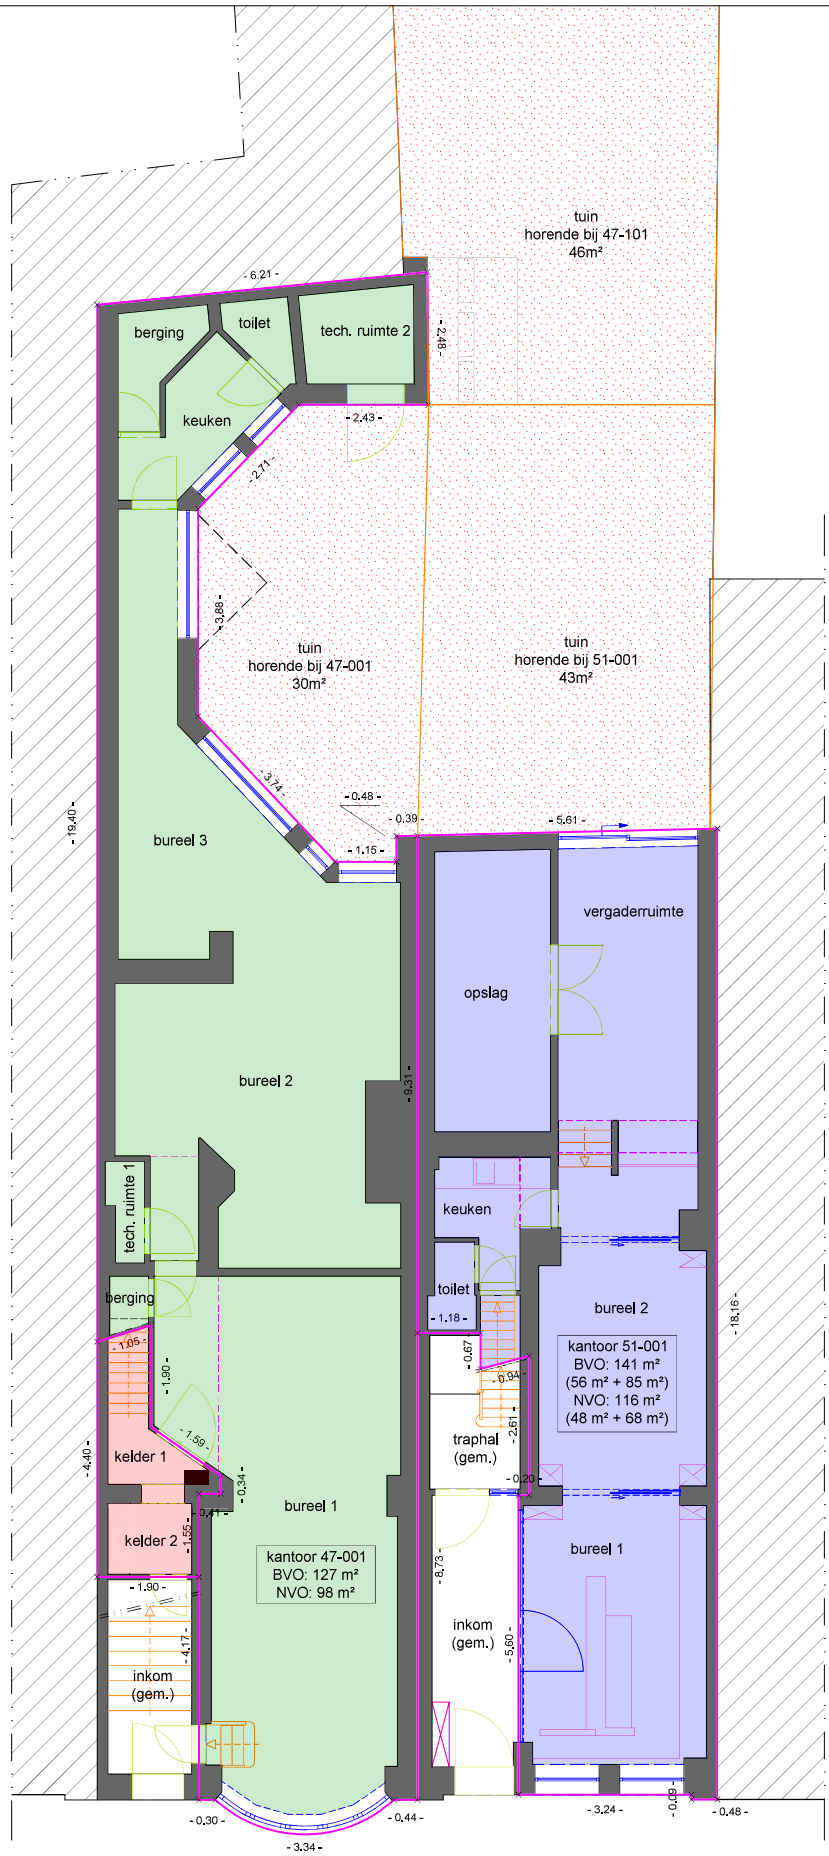 tuin
horende bij 47-101
46m²
- 6.21 -
berging
toilet
tech. ruimte 2
- 2.48 -
keuken
- 2.43 -
- 2.71 -
- 3.88 -
tuin
horende bij 47-001
30m²
tuin
horende bij 51-001
43m²
- 3.74 -
- 0.48 -
- 0.39 -
- 5.61 -
- 19.40 -
bureel 3
- 1.15 -
vergaderruimte
opslag
bureel 2
- 9.31 -
tech. ruimte 1
keuken
berging
toilet
bureel 2
- 1.18 -
- 18.16 -
- 1.05 -
- 0.67 -
kantoor 51-001
BVO: 141 m²
(56 m² + 85 m²)
NVO: 116 m²
(48 m² + 68 m²)
- 0.94 -
- 1.90 -
- 2.61 -
- 1.59 -
traphal
(gem.)
kelder 1
- 4.40 -
- 0.34 -
- 0.20 -
bureel 1
- 0.41 -
kelder 2
- 1.55 -
bureel 1
kantoor 47-001
BVO: 127 m²
NVO: 98 m²
- 8.73 -
- 1.90 -
inkom
(gem.)
- 5.60 -
- 4.17 -
inkom
(gem.)
- 0.30 -
- 3.34 -
- 0.44 -
- 3.24 -
- 0.09 -
- 0.48 -